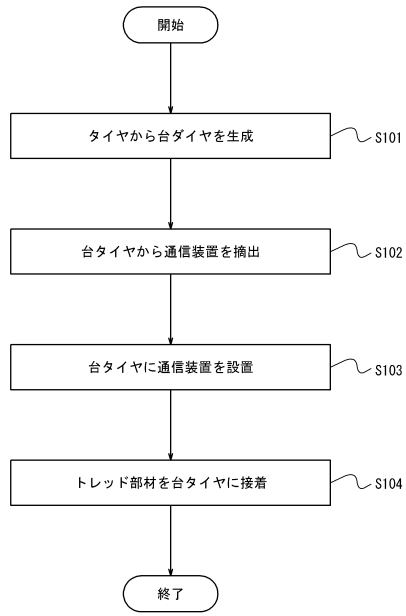 開始
タイヤから台ダイヤを生成
S101
台タイヤから通信装置を摘出
S102
台タイヤに通信装置を設置
S103
トレッド部材を台タイヤに接着
S104
終了